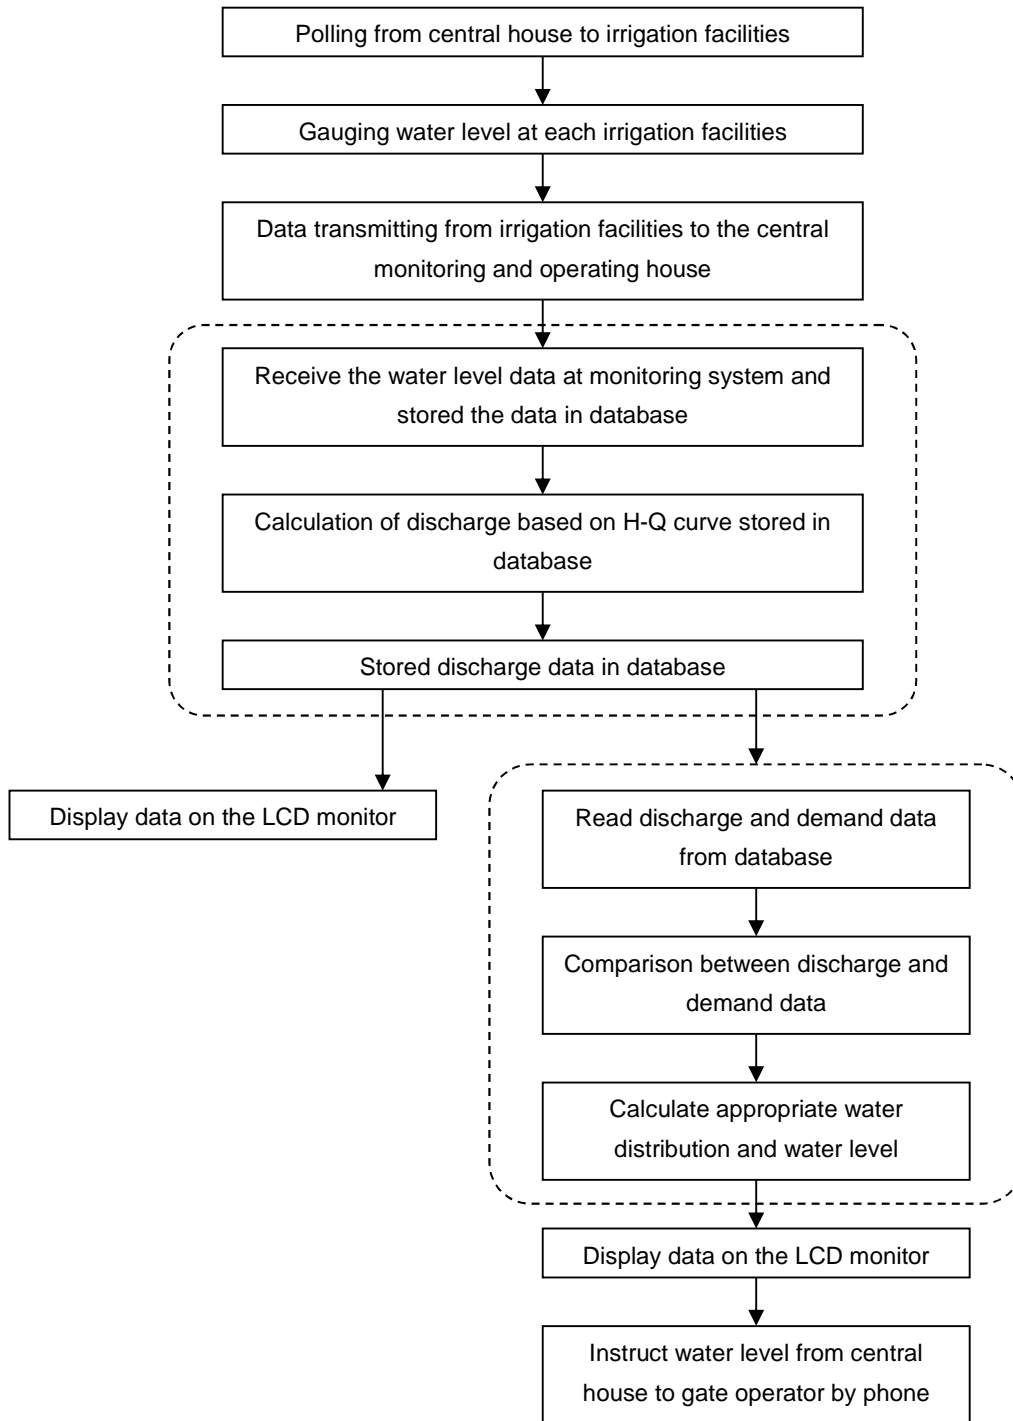 Polling from central house to irrigation facilities
Gauging water level at each irrigation facilities
Data transmitting from irrigation facilities to the central
monitoring and operating house
Receive the water level data at monitoring system and
stored the data in database
Calculation of discharge based on H-Q curve stored in
database
Stored discharge data in database
Display data on the LCD monitor
Read discharge and demand data
from database
Comparison between discharge and
demand data
Calculate appropriate water
distribution and water level
Display data on the LCD monitor
Instruct water level from central
house to gate operator by phone